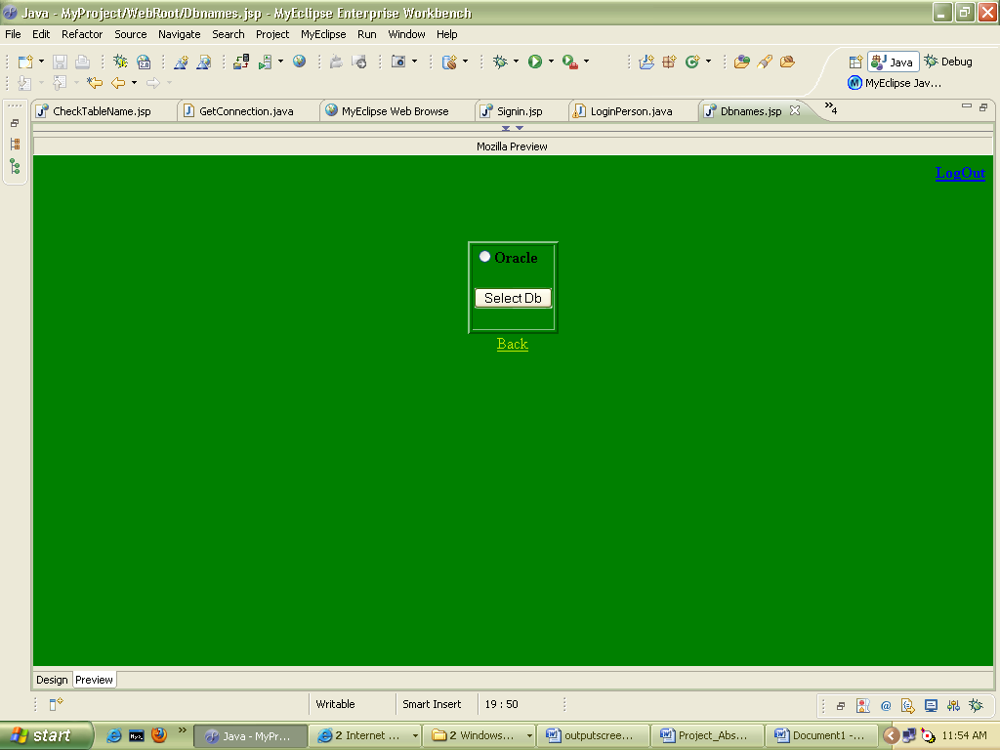 Java - MyProject/WebRoot/Dbnames.jsp - MyEclipse Enterprise Workbench
File Edit Refactor Source Navigate Search Project MyEclipse Run Window Help
2.0
Java Debug
MyEclipse Jav...
CheckTableName.jsp GetConnection.java MyEclipse Web Browse Signin.jsp LoginPerson.java Dbnames.jsp »4
Mozilla Preview
LogOut
Oracle
Select Db
Back
Design Preview
Writable Smart Insert 19 : 50
start » Java - MyPr... 2 Internet ... 2 Windows... outputscree... Project_Abs... Document1 -... 11:54 AM